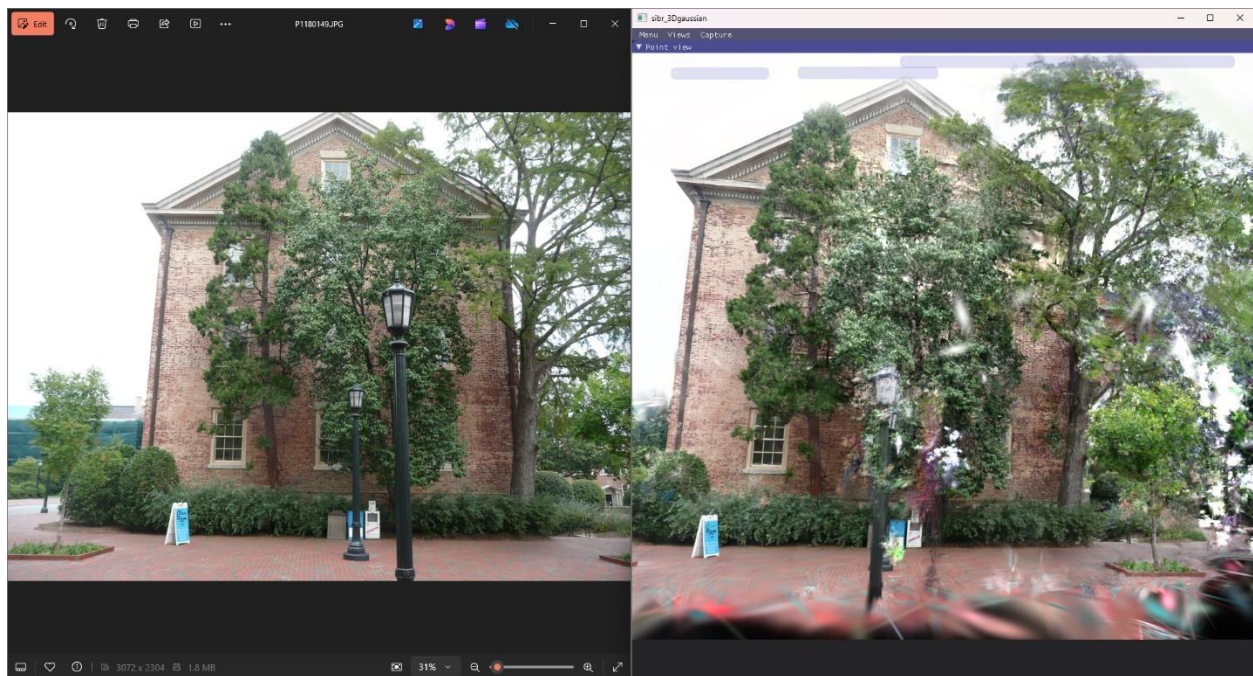 Edit
P1180149.JPG
3072 x 2304
1.8 MB
31%
sibr_3Dgaussian
Menu Views Capture
▼ Point view